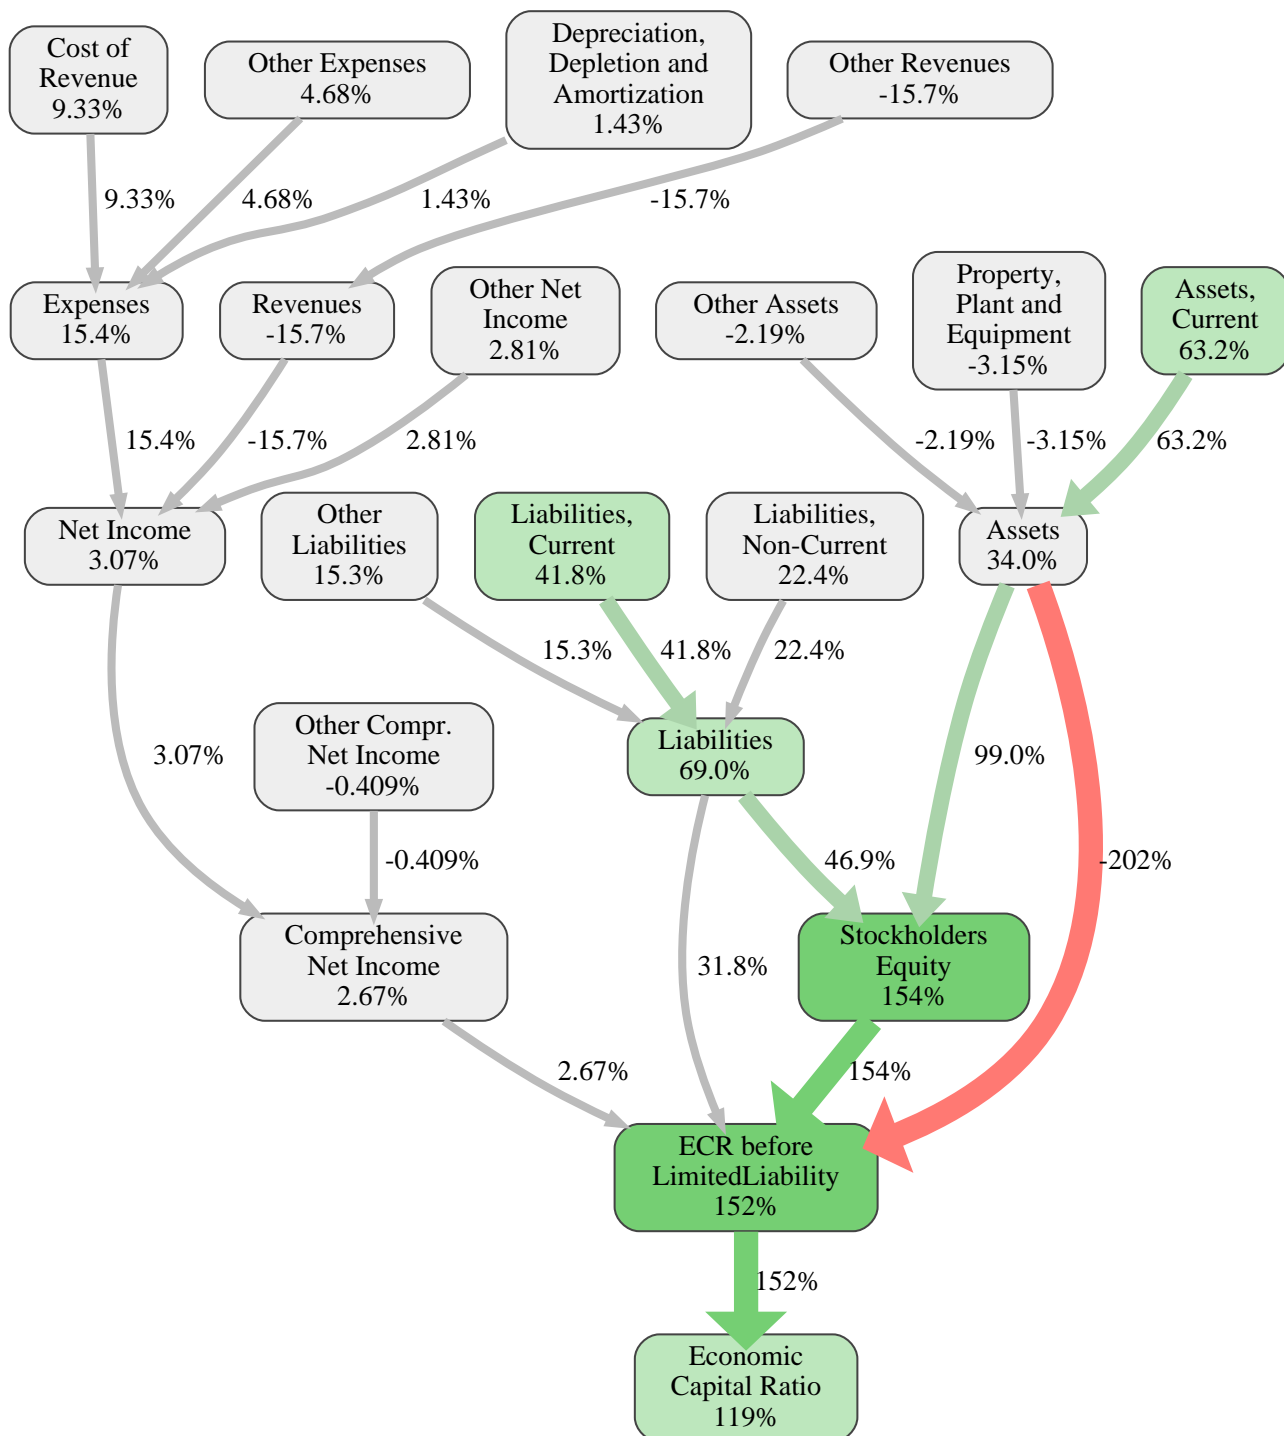 Cost of
Revenue
9.33%
Other Expenses
4.68%
Depreciation,
Depletion and
Amortization
1.43%
Other Revenues
-15.7%
9.33%
4.68%
1.43%
-15.7%
Expenses
15.4%
Revenues
-15.7%
Other Net
Income
2.81%
Other Assets
-2.19%
Property,
Plant and
Equipment
-3.15%
Assets,
Current
63.2%
15.4%
-15.7%
2.81%
-2.19%
-3.15%
63.2%
Net Income
3.07%
Other
Liabilities
15.3%
Liabilities,
Current
41.8%
Liabilities,
Non-Current
22.4%
Assets
34.0%
15.3%
41.8%
22.4%
3.07%
Other Compr.
Net Income
-0.409%
Liabilities
69.0%
99.0%
-0.409%
46.9%
-202%
Comprehensive
Net Income
2.67%
31.8%
Stockholders
Equity
154%
2.67%
154%
ECR before
LimitedLiability
152%
152%
Economic
Capital Ratio
119%